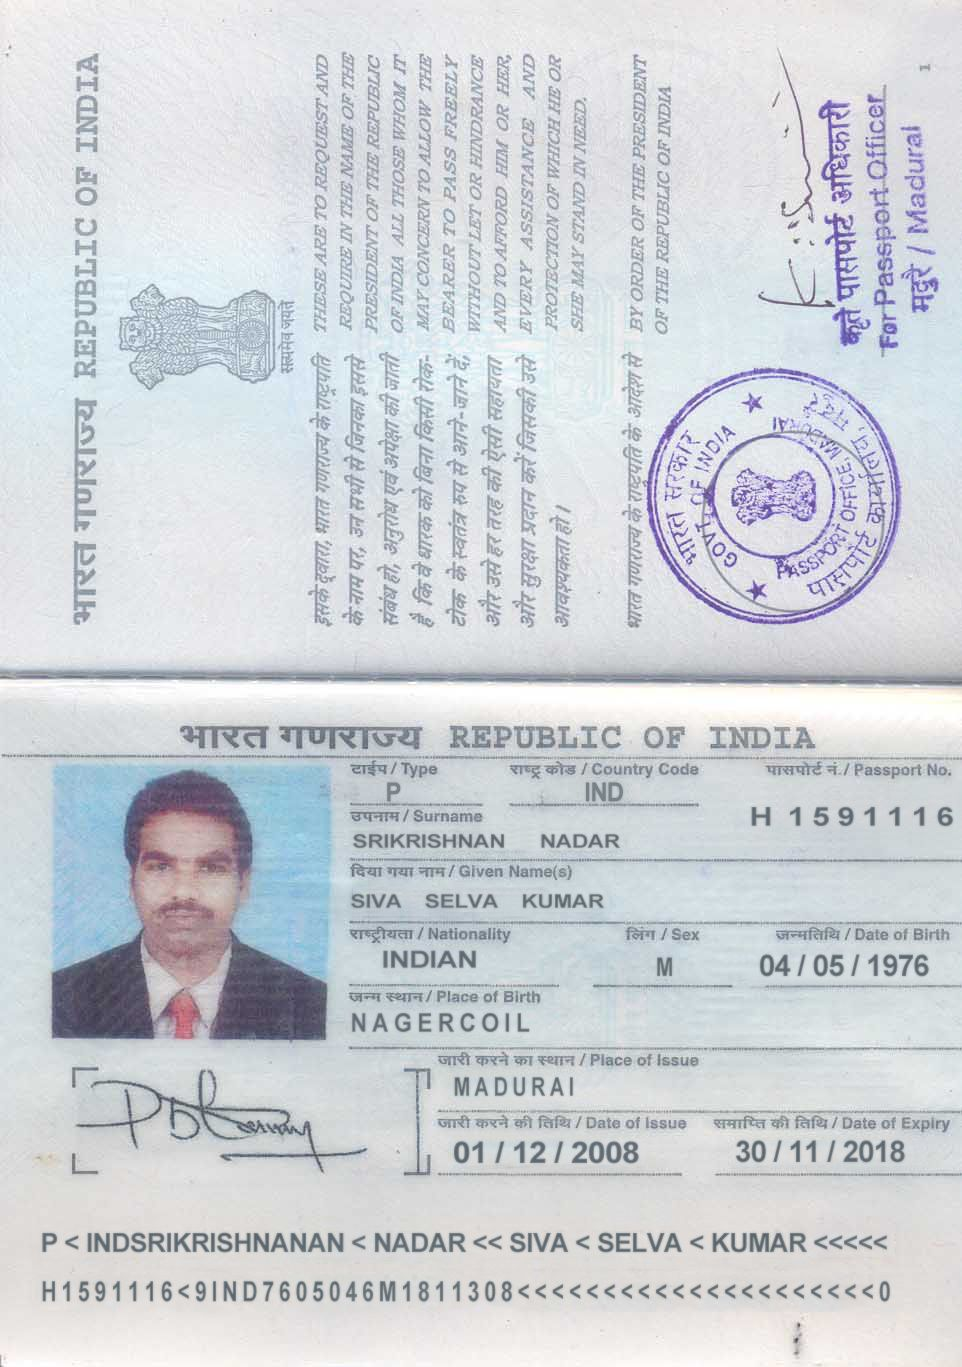 भारत गणराज्य REPUBLIC OF INDIA
सत्यमेव जयते
इसके द्वारा, भारत गणराज्य के राष्ट्रपति
के नाम पर, उन सभी से जिनका इससे
संबंध हो, अनुरोध एवं अपेक्षा की जाती
है कि वे धारक को बिना किसी रोक-
टोक के स्वतंत्र रुप से आने-जाने दें,
और उसे हर तरह की ऐसी सहायता
और सुरक्षा प्रदान करें जिसकी उसे
आवश्यकता हो।
THESE ARE TO REQUEST AND
REQUIRE IN THE NAME OF THE
PRESIDENT OF THE REPUBLIC
OF INDIA ALL THOSE WHOM IT
MAY CONCERN TO ALLOW THE
BEARER TO PASS FREELY
WITHOUT LET OR HINDRANCE
AND TO AFFORD HIM OR HER,
EVERY ASSISTANCE AND
PROTECTION OF WHICH HE OR
SHE MAY STAND IN NEED.
भारत गणराज्य के राष्ट्रपति के आदेश से
BY ORDER OF THE PRESIDENT
OF THE REPUBLIC OF INDIA
भारत सरकार
GOVT. OF INDIA
PASSPORT OFFICE MADURAI
पासपोर्ट कार्यालय, मदुरै
कृते पासपोर्ट अधिकारी
For Passport Officer
मदुरै / Madurai
1
भारत गणराज्य REPUBLIC OF INDIA
टाईप / Type राष्ट्र कोड / Country Code पासपोर्ट नं. / Passport No.
P IND H 1591116
उपनाम / Surname
SRIKRISHNAN NADAR
दिया गया नाम / Given Name(s)
SIVA SELVA KUMAR
राष्ट्रीयता / Nationality लिंग / Sex जन्मतिथि / Date of Birth
INDIAN M 04 / 05 / 1976
जन्म स्थान / Place of Birth
NAGERCOIL
जारी करने का स्थान / Place of Issue
MADURAI
जारी करने की तिथि / Date of Issue समाप्ति की तिथि / Date of Expiry
01 / 12 / 2008 30 / 11 / 2018
P < INDSRIKRISHNANAN < NADAR << SIVA < SELVA < KUMAR <<<<<
H1591116<9IND7605046M1811308<<<<<<<<<<<<<<<<<<<<<0